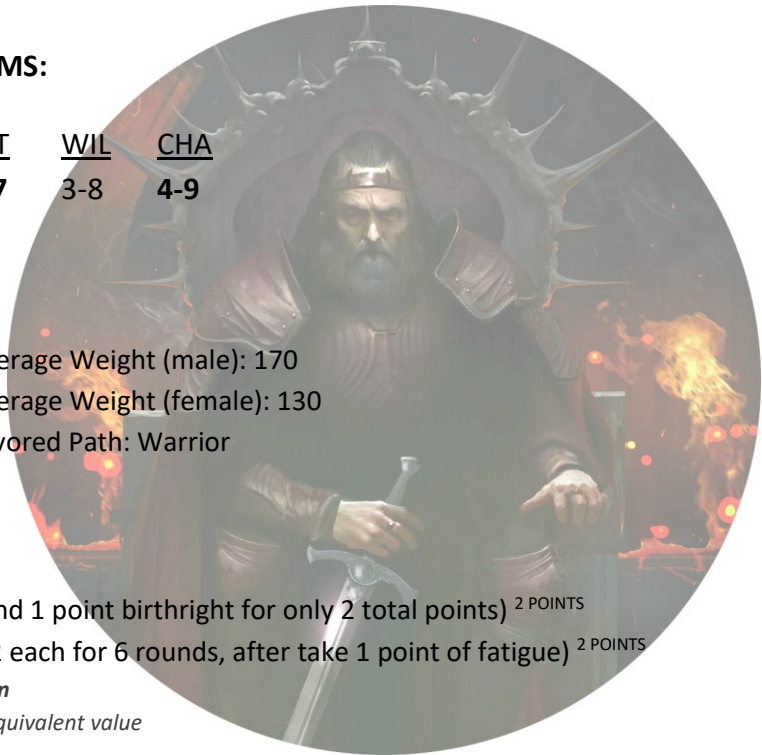 MS:
T WIL CHA
7 3-8 4-9
erage Weight (male): 170
erage Weight (female): 130
vored Path: Warrior
nd 1 point birthright for only 2 total points) 2 POINTS
2 each for 6 rounds, after take 1 point of fatigue) 2 POINTS
n
quivalent value